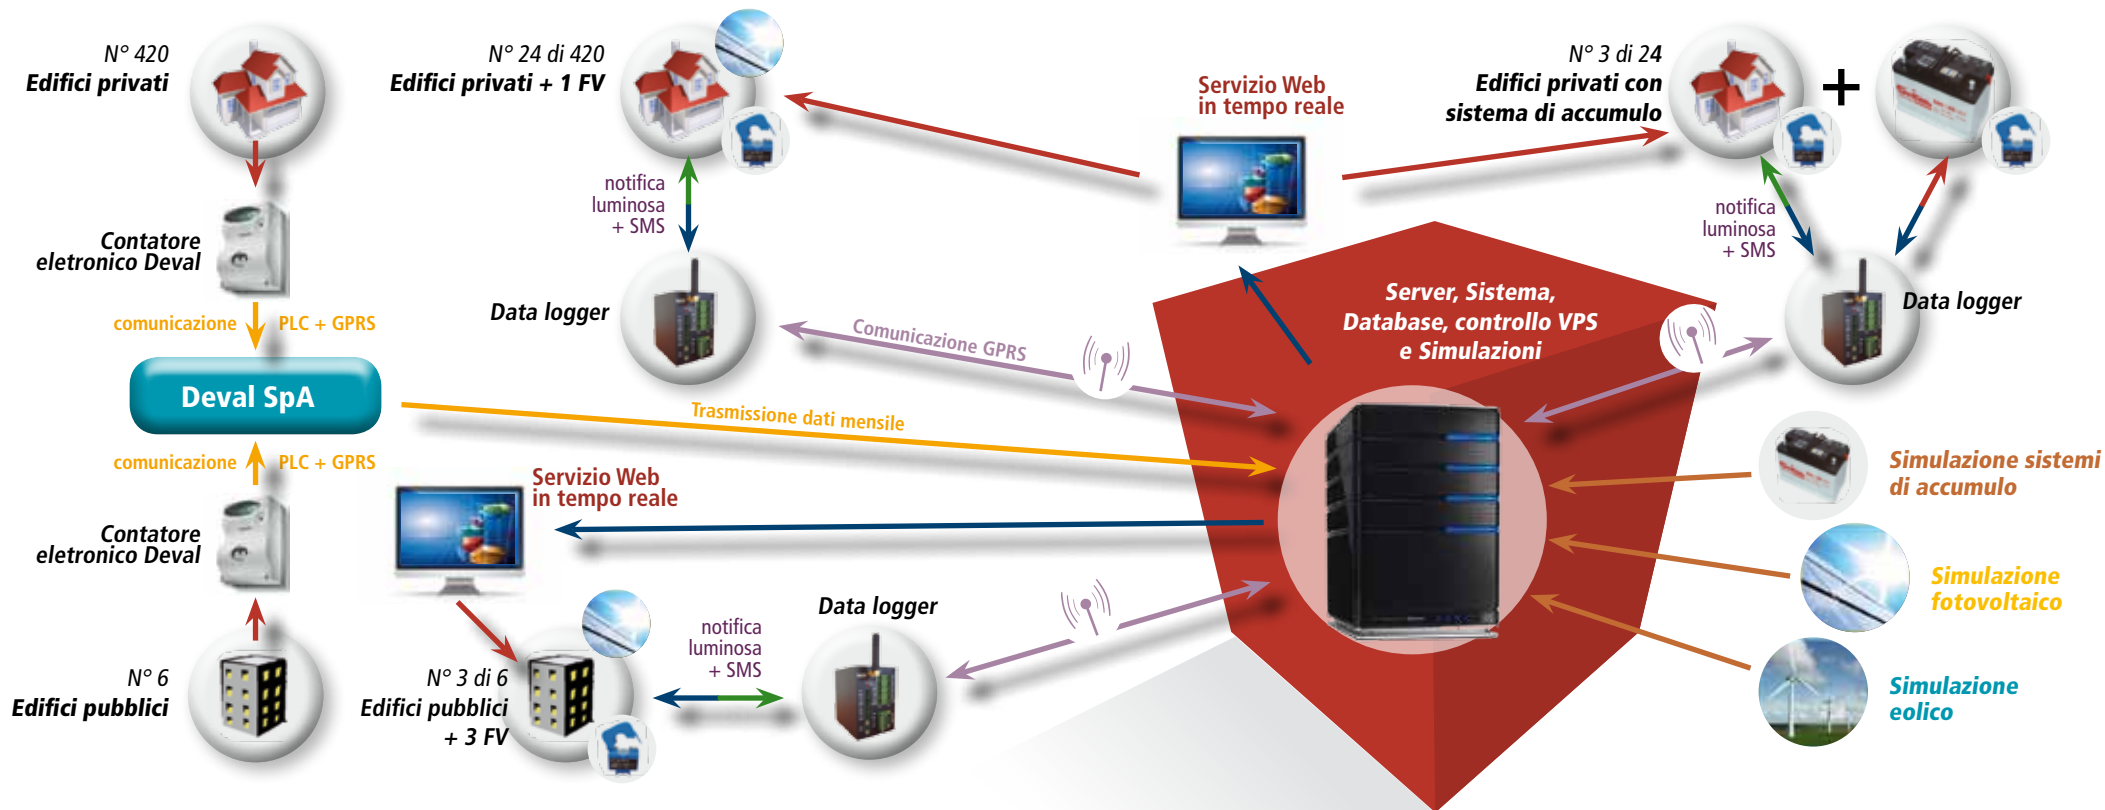 N° 420
Edifici privati
N° 24 di 420
Edifici privati + 1 FV
Servizio Web
in tempo reale
N° 3 di 24
Edifici privati con
sistema di accumulo
+
notifica
luminosa
+ SMS
notifica
luminosa
+ SMS
Contatore
eletronico Deval
Data logger
Data logger
Server, Sistema,
Database, controllo VPS
e Simulazioni
comunicazione
PLC + GPRS
Comunicazione GPRS
Deval SpA
Trasmissione dati mensile
comunicazione
PLC + GPRS
Servizio Web
in tempo reale
Simulazione sistemi
di accumulo
Contatore
eletronico Deval
Simulazione
fotovoltaico
Data logger
notifica
luminosa
+ SMS
N° 6
Edifici pubblici
N° 3 di 6
Edifici pubblici
+ 3 FV
Simulazione
eolico